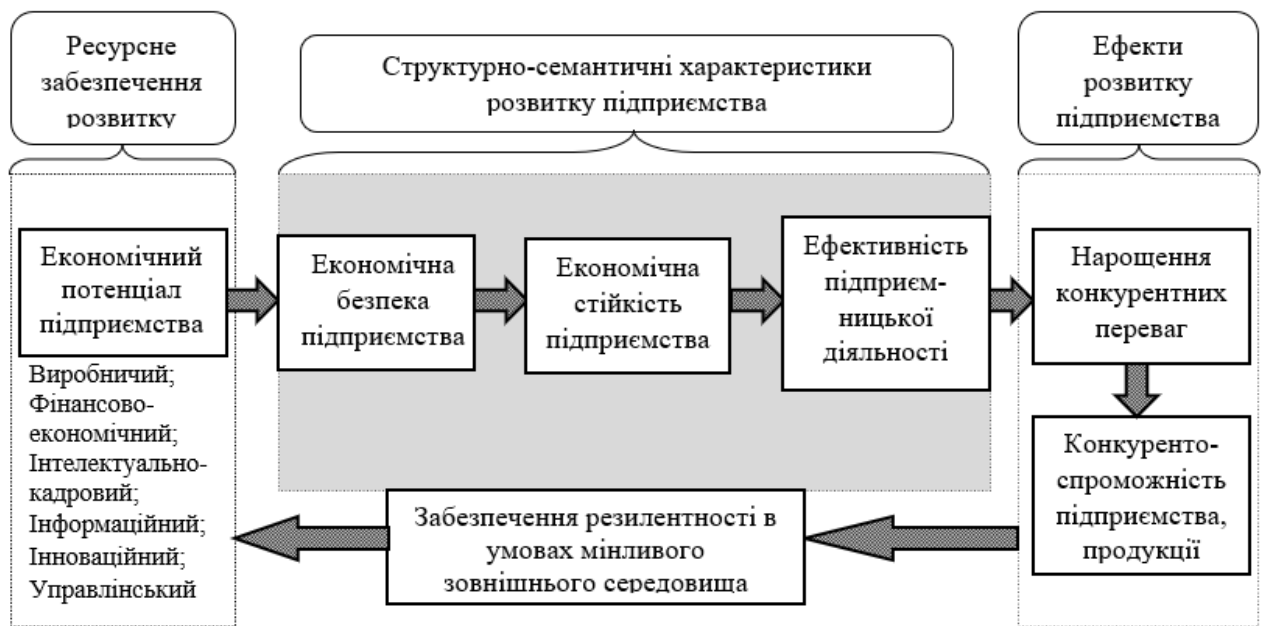 Ресурсне
забезпечення
розвитку
Структурно-семантичні характеристики
розвитку підприємства
Ефекти
розвитку
підприємства
Економічний
потенціал
підприємства
Виробничий;
Фінансово-
економічний;
Інтелектуально-
кадровий;
Інформаційний;
Інноваційний;
Управлінський
Економічна
безпека
підприємства
Економічна
стійкість
підприємства
Ефективність
підприєм-
ницької
діяльності
Нарощення
конкурентних
переваг
Конкуренто-
спроможність
підприємства,
продукції
Забезпечення резилентності в
умовах мінливого
зовнішнього середовища